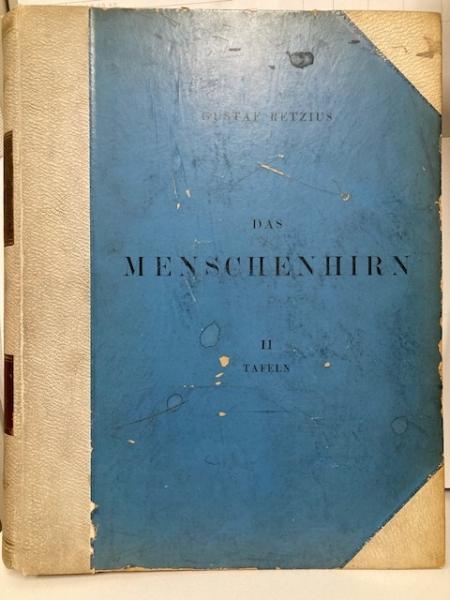 GUSTAF RETZIUS
DAS
MENSCHENHIRN
II
TAFELN